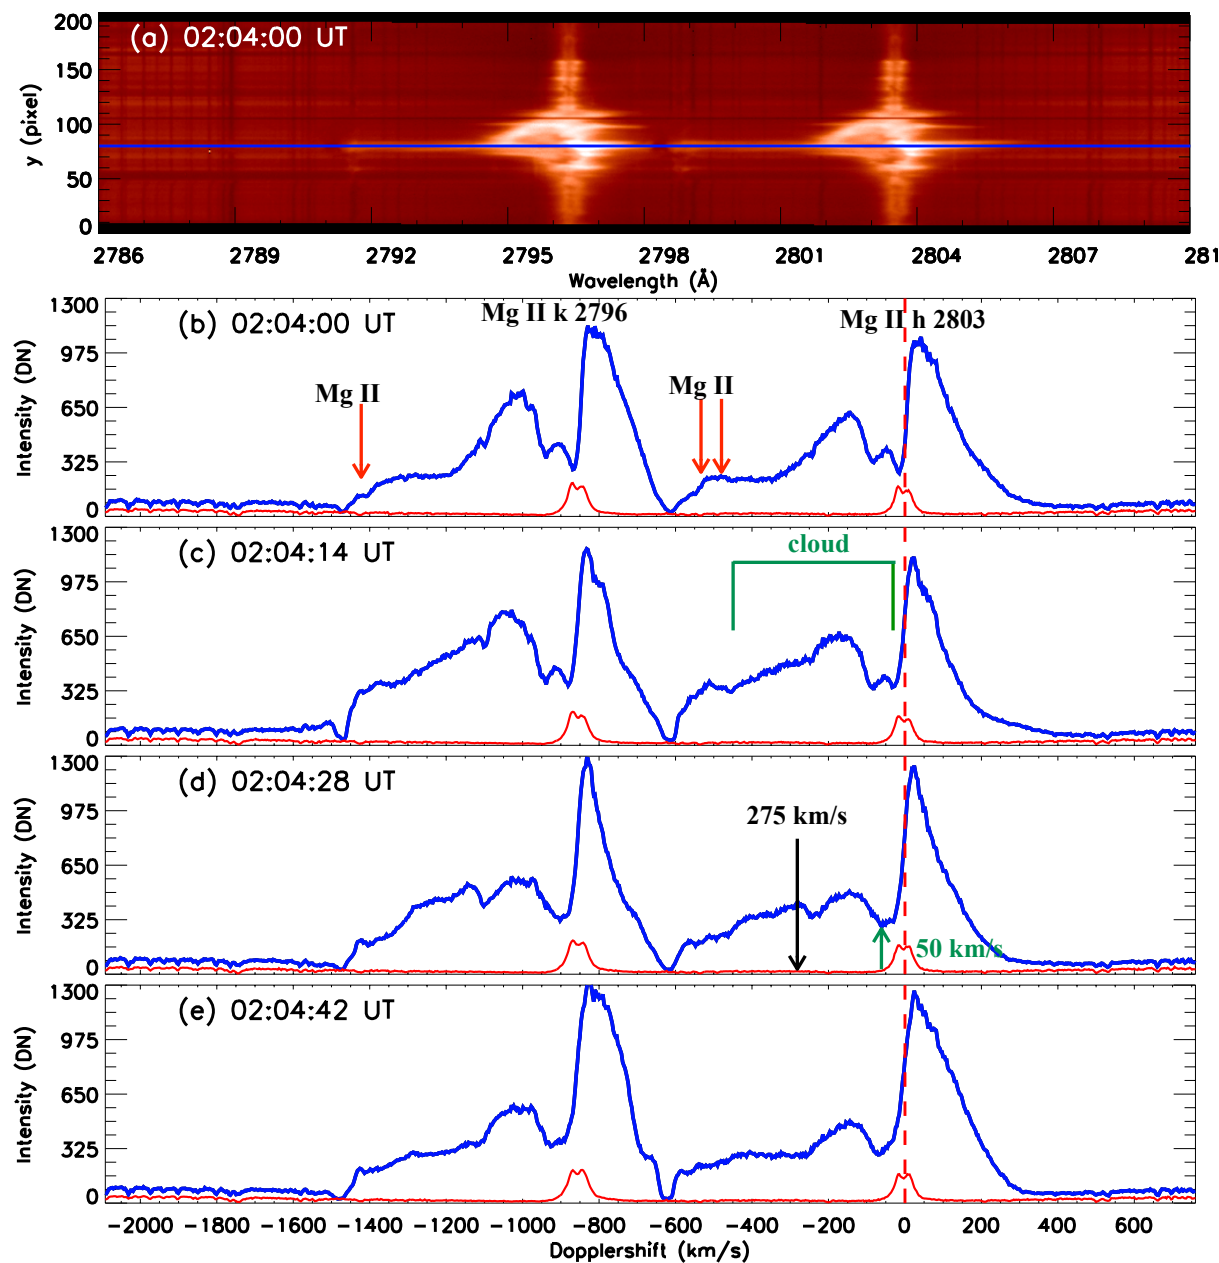 (a) 02:04:00 UT
200
150
100
50
0
y (pixel)
2786 2789 2792 2795 2798 2801 2804 2807 281
Wavelength (Å)
(b) 02:04:00 UT
Mg II k 2796
Mg II h 2803
Mg II
Mg II
1300
975
650
325
0
Intensity (DN)
(c) 02:04:14 UT
cloud
1300
975
650
325
0
Intensity (DN)
(d) 02:04:28 UT
275 km/s
50 km/s
1300
975
650
325
0
Intensity (DN)
(e) 02:04:42 UT
1300
975
650
325
0
Intensity (DN)
−2000 −1800 −1600 −1400 −1200 −1000 −800 −600 −400 −200 0 200 400 600
Dopplershift (km/s)